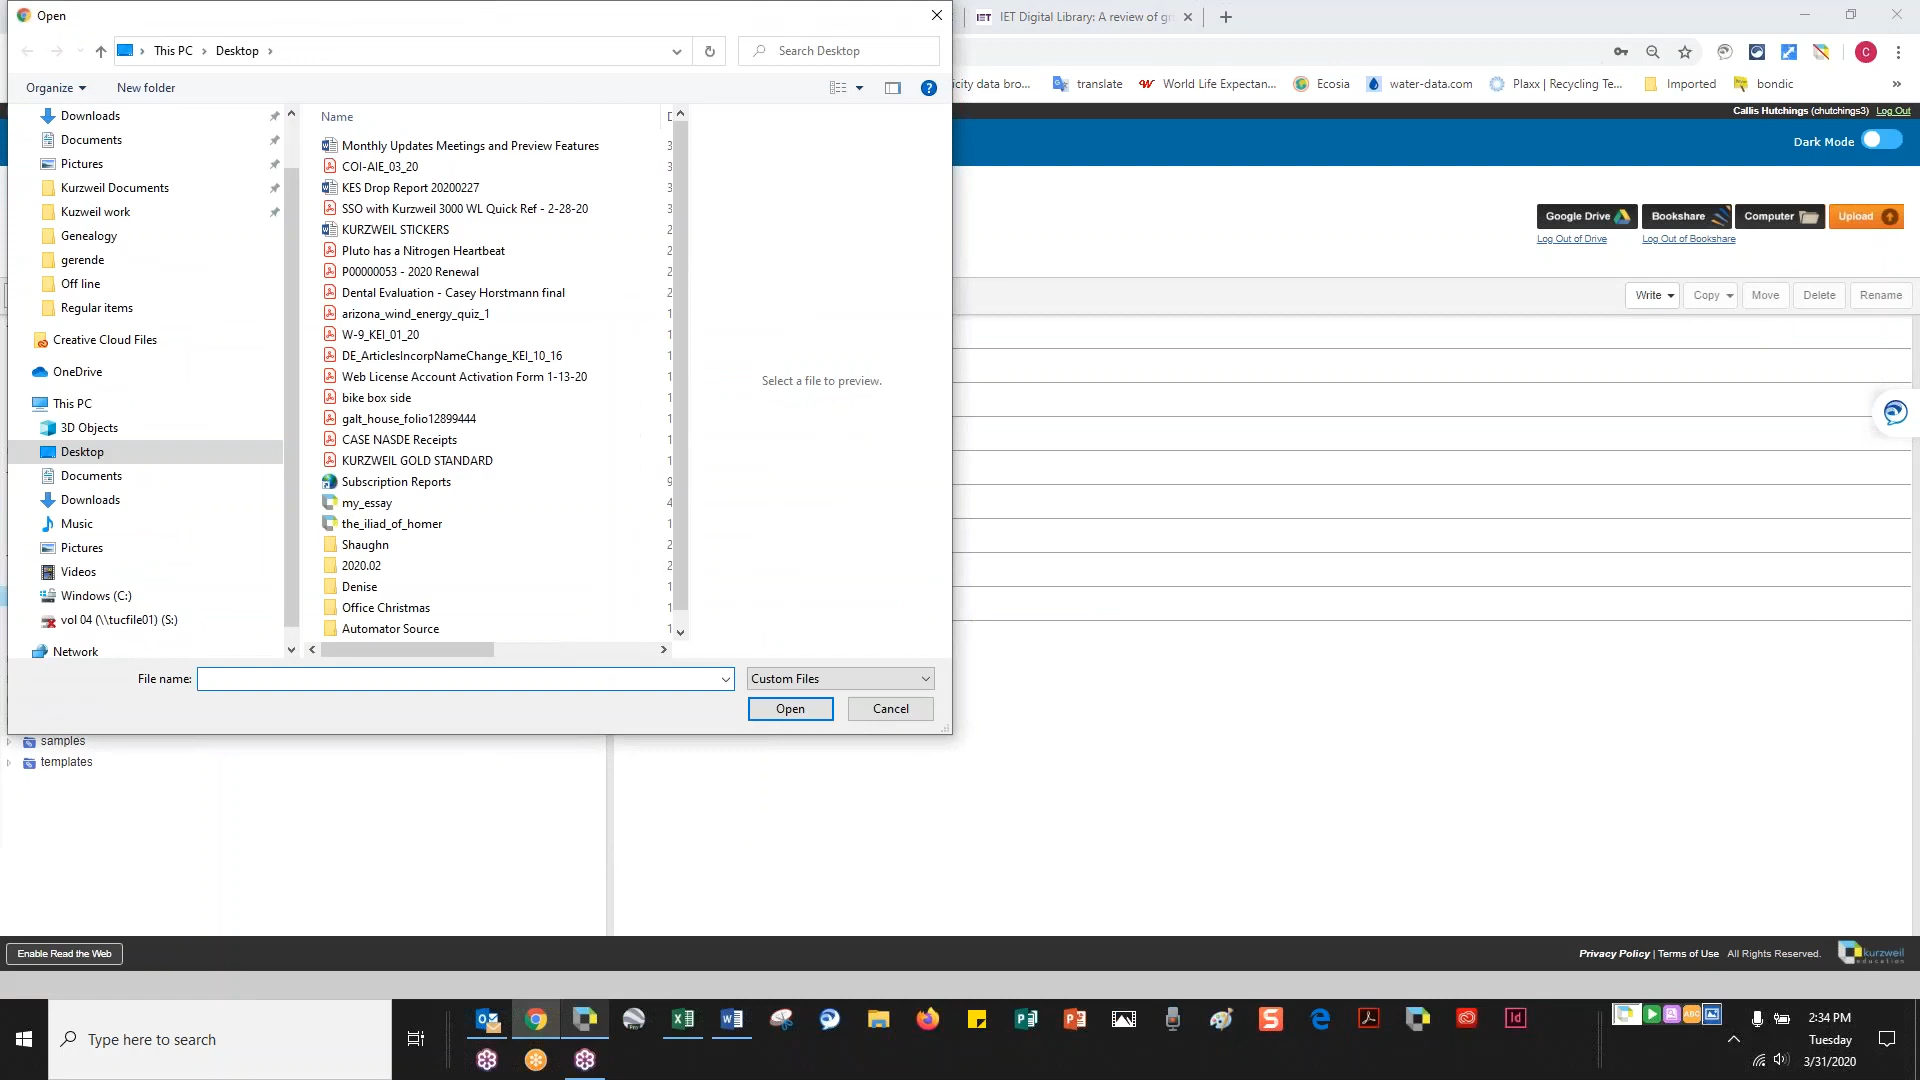 Open
IET Digital Library: A review of g
This PC
Desktop
Search Desktop
Organize
New folder
icity data bro...
translate
World Life Expectan...
Ecosia
water-data.com
Plaxx | Recycling Te...
Imported
bondic
Callis Hutchings (chutchings3)
Log Out
Dark Mode
Google Drive
Bookshare
Computer
Upload
Log Out of Drive
Log Out of Bookshare
Write
Copy
Move
Delete
Rename
Downloads
Documents
Pictures
Kurzweil Documents
Kuzweil work
Genealogy
gerende
Off line
Regular items
Creative Cloud Files
OneDrive
This PC
3D Objects
Desktop
Documents
Downloads
Music
Pictures
Videos
Windows (C:)
vol 04 (\\tucfile01) (S:)
Network
Name
Monthly Updates Meetings and Preview Features
COI-AIE_03_20
KES Drop Report 20200227
SSO with Kurzweil 3000 WL Quick Ref - 2-28-20
KURZWEIL STICKERS
Pluto has a Nitrogen Heartbeat
P00000053 - 2020 Renewal
Dental Evaluation - Casey Horstmann final
arizona_wind_energy_quiz_1
W-9_KEI_01_20
DE_ArticlesIncorpNameChange_KEI_10_16
Web License Account Activation Form 1-13-20
bike box side
galt_house_folio12899444
CASE NASDE Receipts
KURZWEIL GOLD STANDARD
Subscription Reports
my_essay
the_iliad_of_homer
Shaughn
2020.02
Denise
Office Christmas
Automator Source
Select a file to preview.
File name:
Custom Files
Open
Cancel
samples
templates
Enable Read the Web
Privacy Policy | Terms of Use All Rights Reserved.
kurzweil
education
Type here to search
2:34 PM
Tuesday
3/31/2020